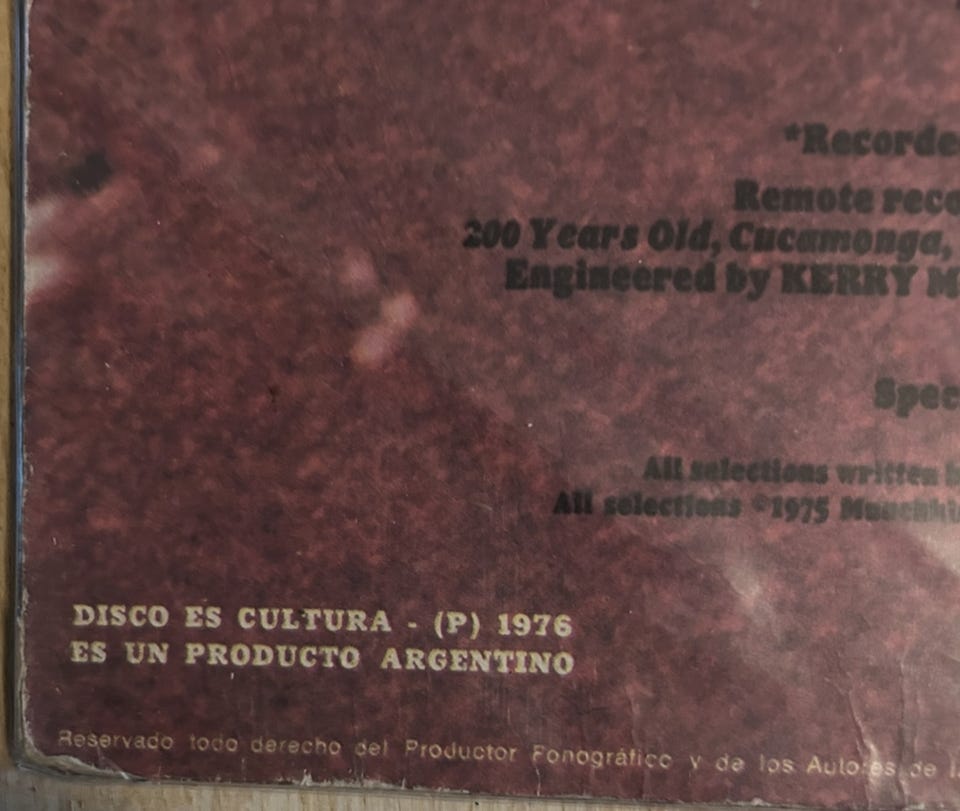 *Recorde
Remote reco
200 Years Old, Cucamonga,
Engineered by KERRY M
Spec
All selections written b
All selections ©1975 Munchki
DISCO ES CULTURA - (P) 1976
ES UN PRODUCTO ARGENTINO
Reservado todo derecho del Productor Fonográfico y de los Autores de l